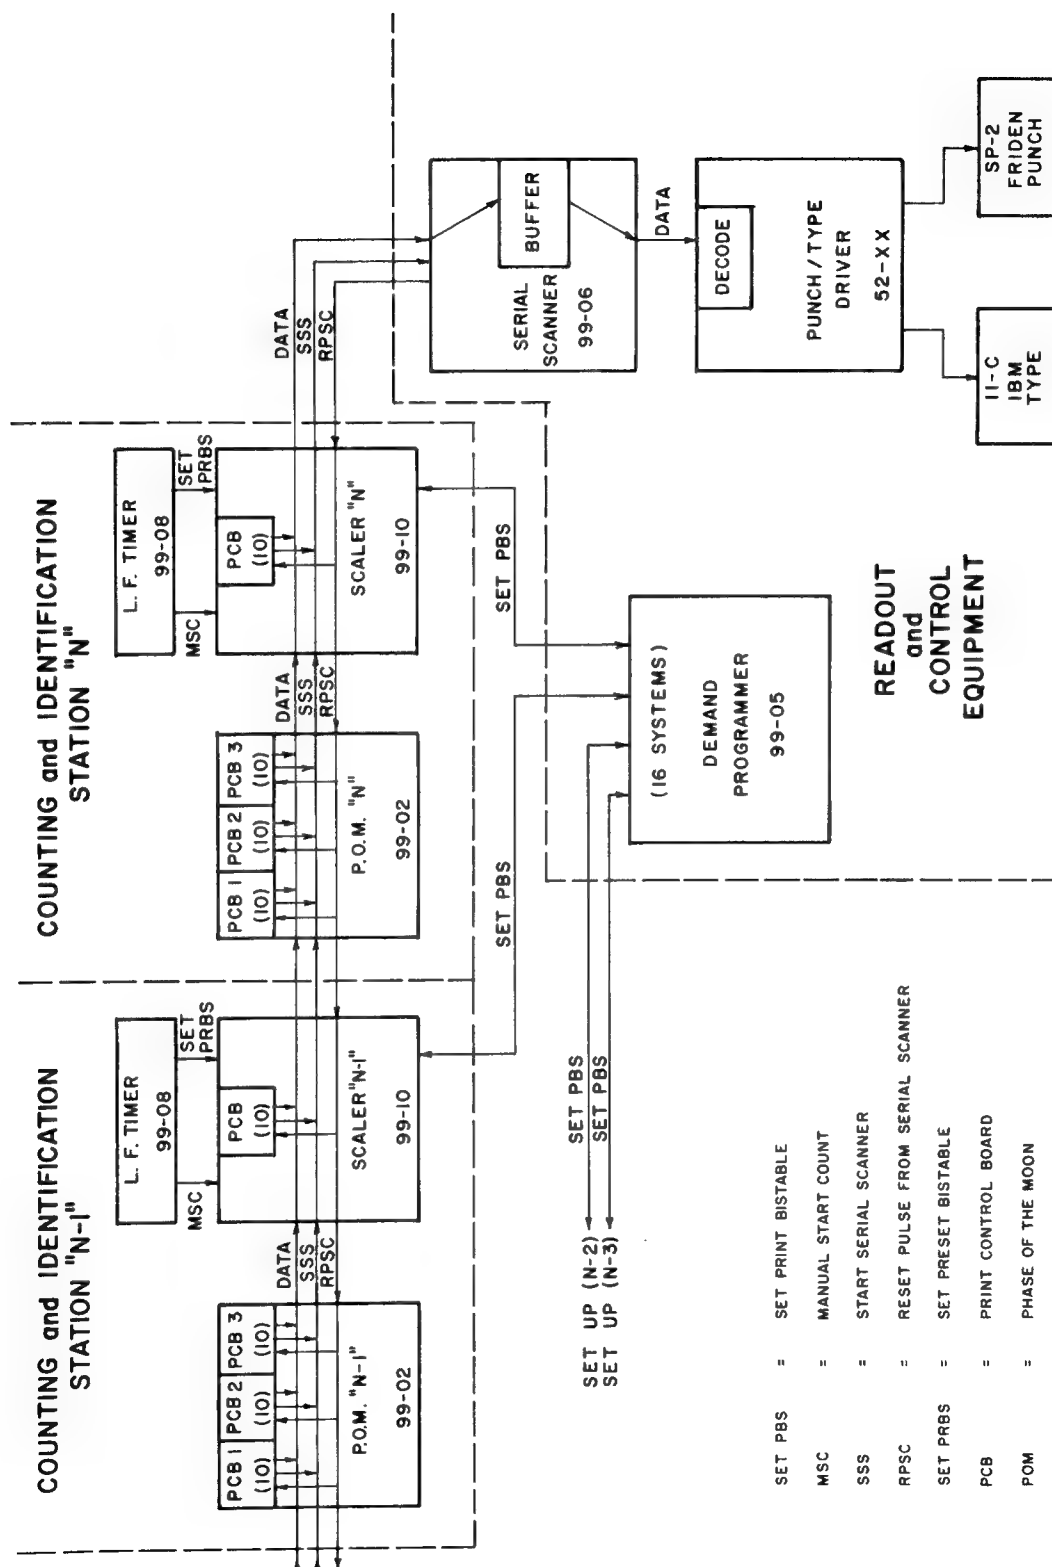 COUNTING and IDENTIFICATION
STATION "N-1"
L. F. TIMER
99-08
MSC
SET
PRBS
PCB 1
(10)
PCB 2
(10)
PCB 3
(10)
P.O.M. "N-1"
99-02
DATA
SSS
RPSC
PCB
(10)
SCALER "N-1"
99-10
COUNTING and IDENTIFICATION
STATION "N"
L. F. TIMER
99-08
MSC
SET
PRBS
PCB 1
(10)
PCB 2
(10)
PCB 3
(10)
P.O.M. "N"
99-02
DATA
SSS
RPSC
PCB
(10)
SCALER "N"
99-10
DATA
SSS
RPSC
SET PBS
SET PBS
SERIAL
SCANNER
99-06
BUFFER
DATA
DECODE
PUNCH/TYPE
DRIVER
52-XX
11-C
IBM
TYPE
SP-2
FRIDEN
PUNCH
SET UP (N-2)
SET PBS
SET UP (N-3)
SET PBS
(16 SYSTEMS)
DEMAND
PROGRAMMER
99-05
READOUT
and
CONTROL
EQUIPMENT
SET PBS = SET PRINT BISTABLE
MSC = MANUAL START COUNT
SSS = START SERIAL SCANNER
RPSC = RESET PULSE FROM SERIAL SCANNER
SET PRBS = SET PRESET BISTABLE
PCB = PRINT CONTROL BOARD
POM = PHASE OF THE MOON